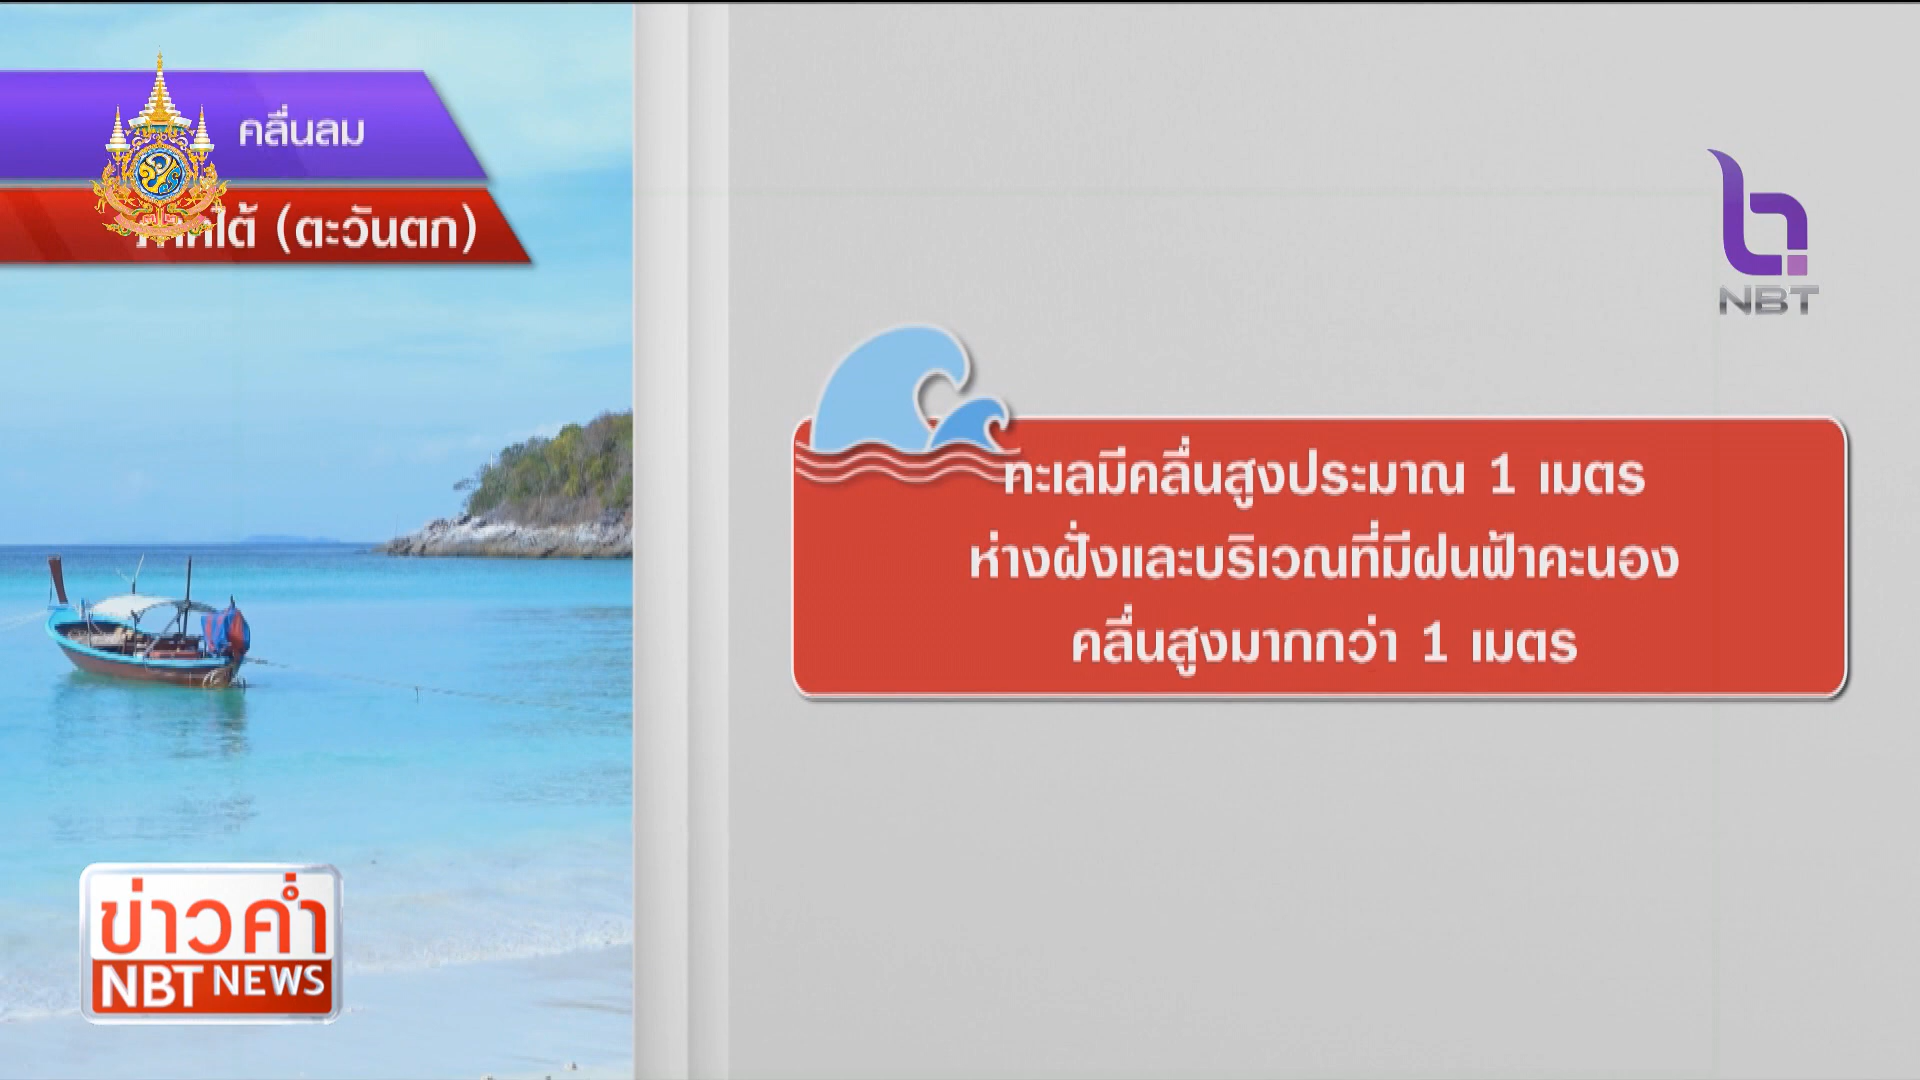 คลื่นลม
ภาคใต้ (ตะวันตก)
NBT
ทะเลมีคลื่นสูงประมาณ 1 เมตร
ห่างฝั่งและบริเวณที่มีฝนฟ้าคะนอง
คลื่นสูงมากกว่า 1 เมตร
ข่าวค่ำ
NBT NEWS